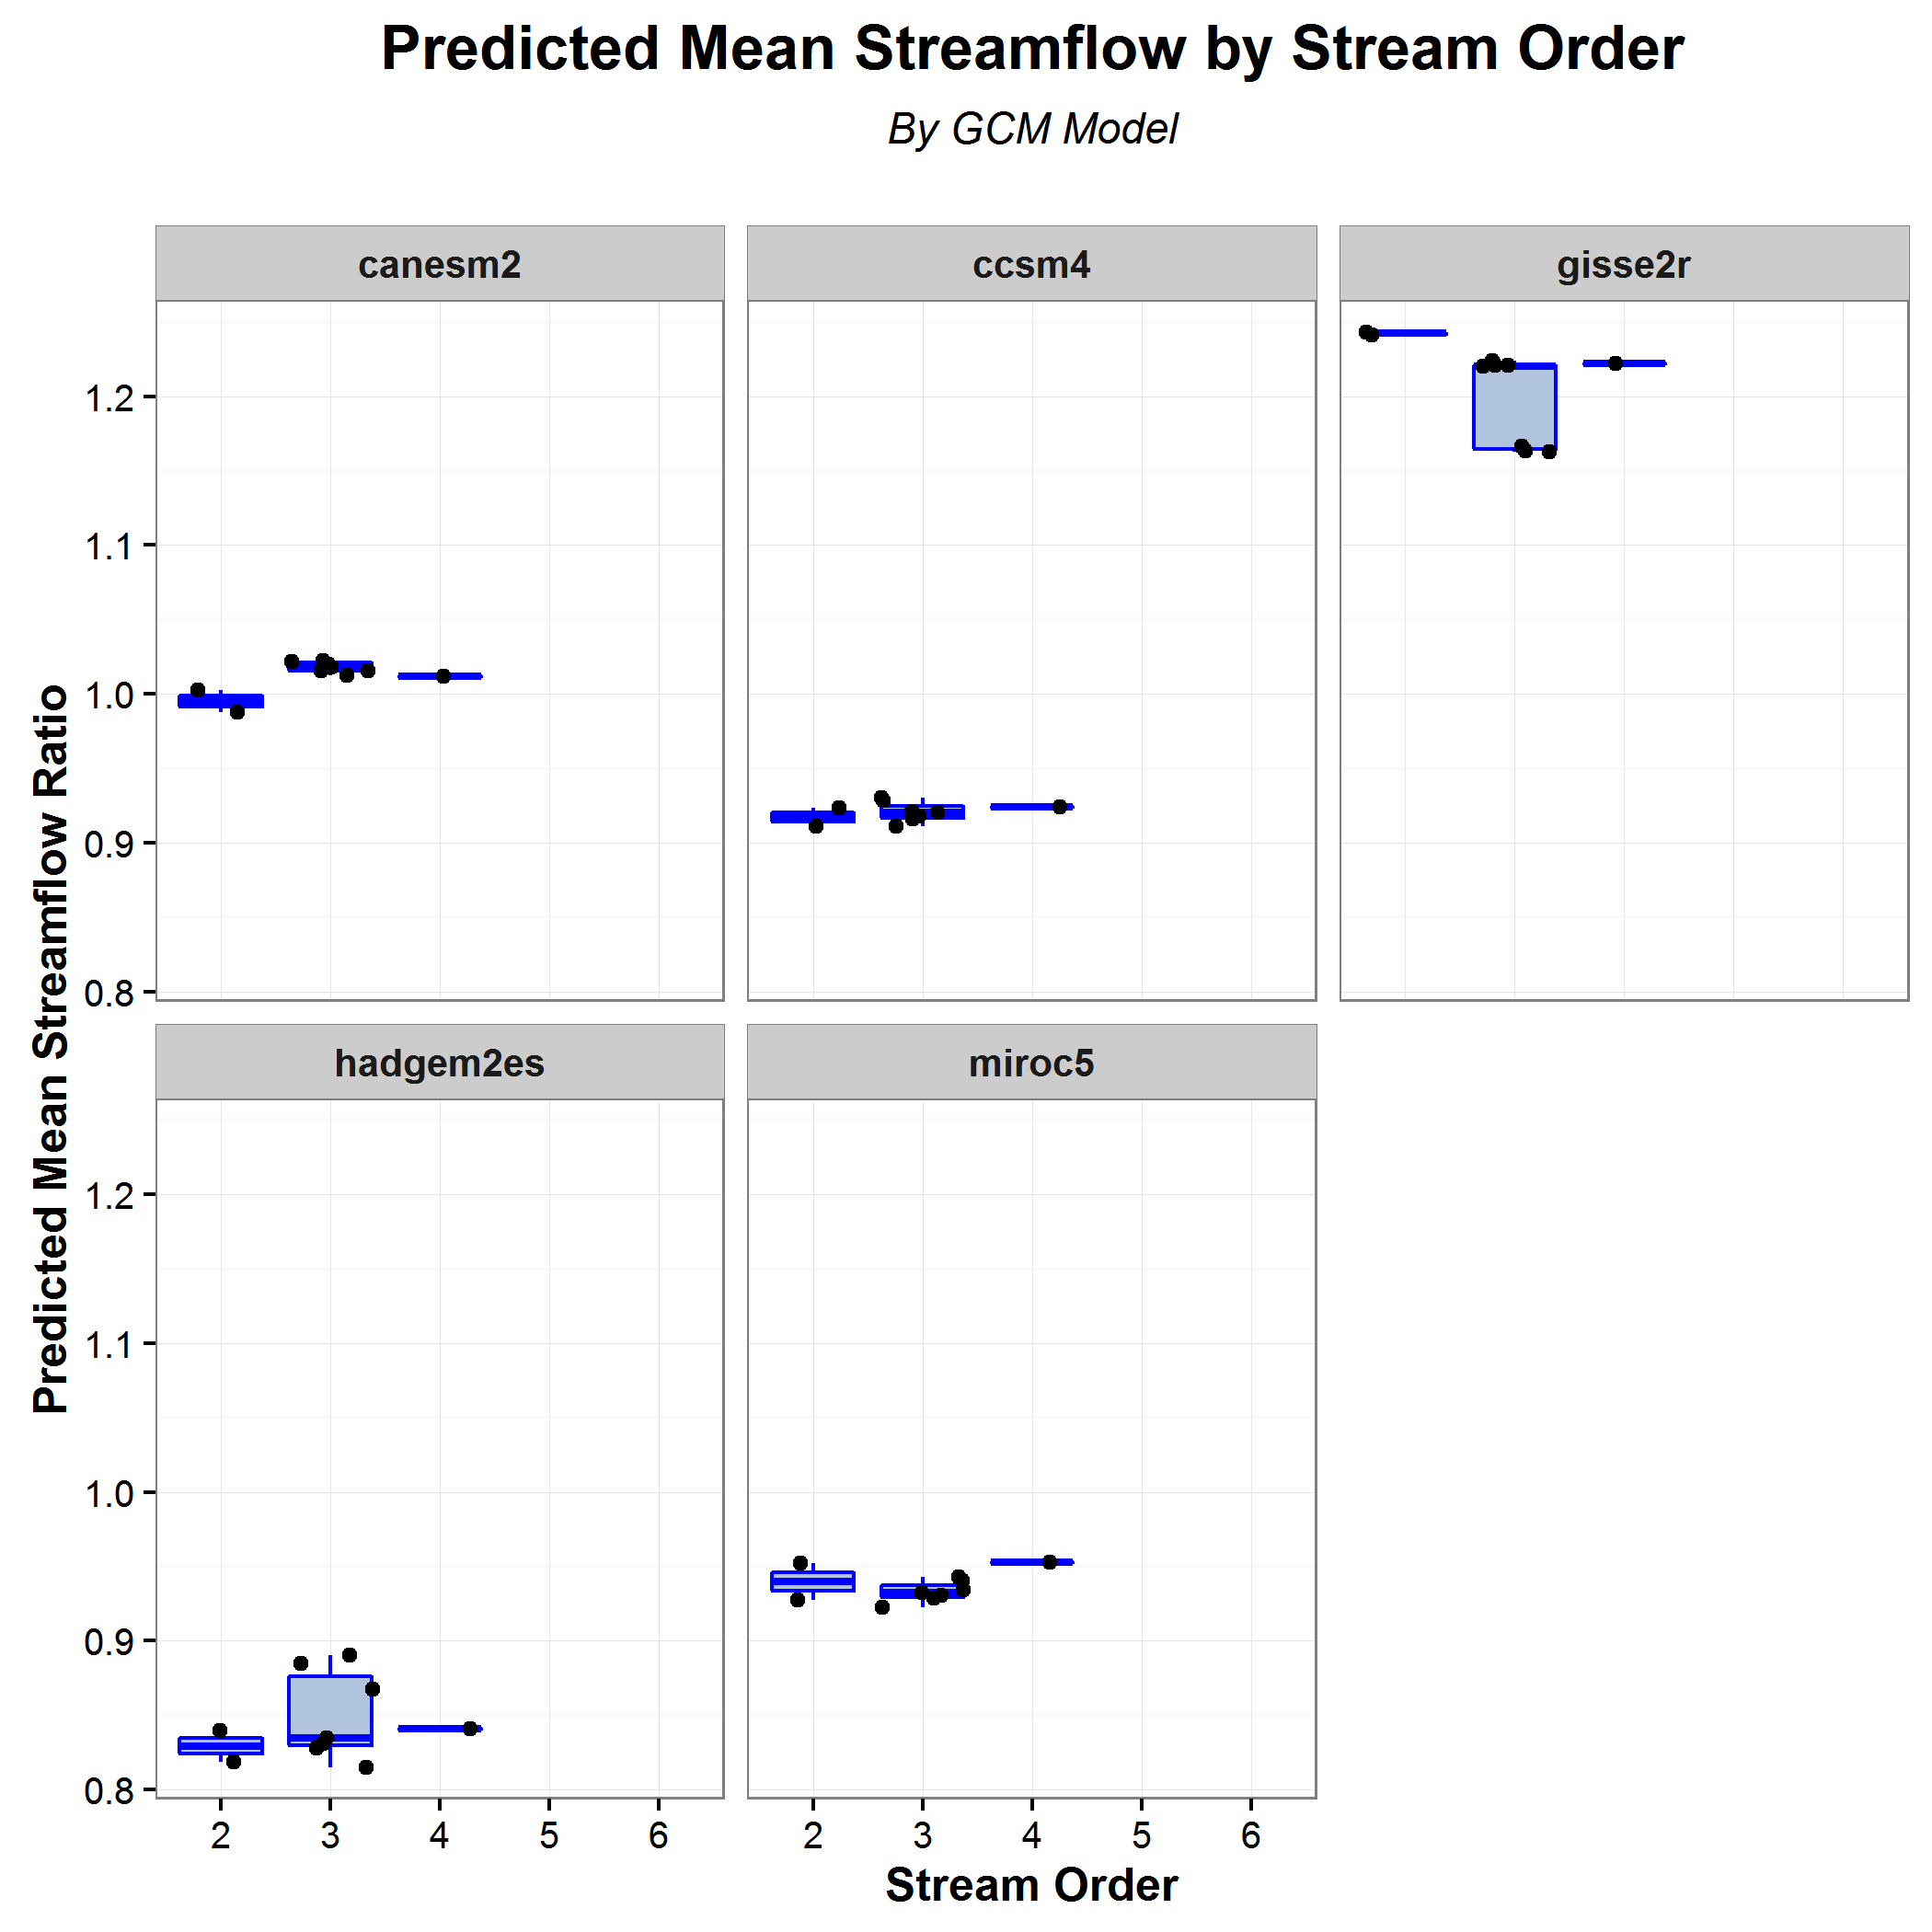 Predicted Mean Streamflow by Stream Order
By GCM Model
canesm2
ccsm4
gisse2r
1.2
1.1
1.0
0.9
0.8
Predicted Mean Streamflow Ratio
hadgem2es
miroc5
1.2
1.1
1.0
0.9
0.8
2 3 4 5 6
2 3 4 5 6
Stream Order